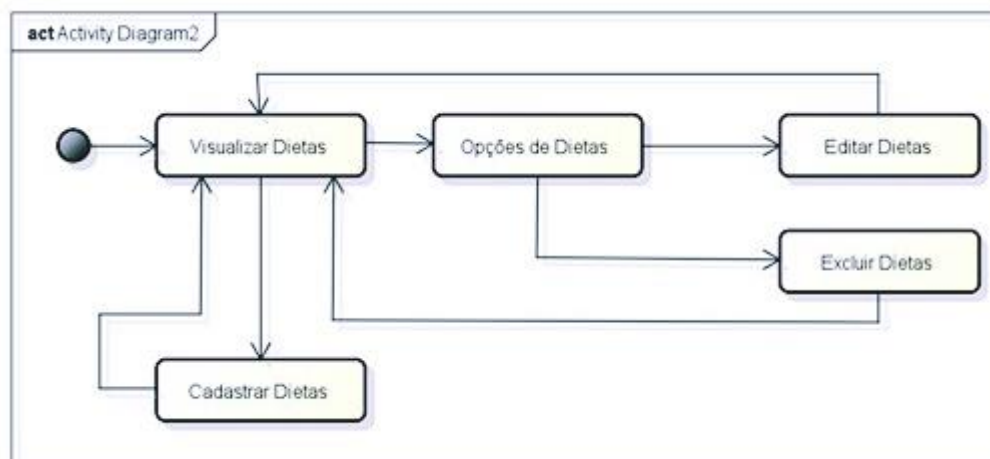 act Activity Diagram2
Visualizar Dietas
Opções de Dietas
Editar Dietas
Excluir Dietas
Cadastrar Dietas